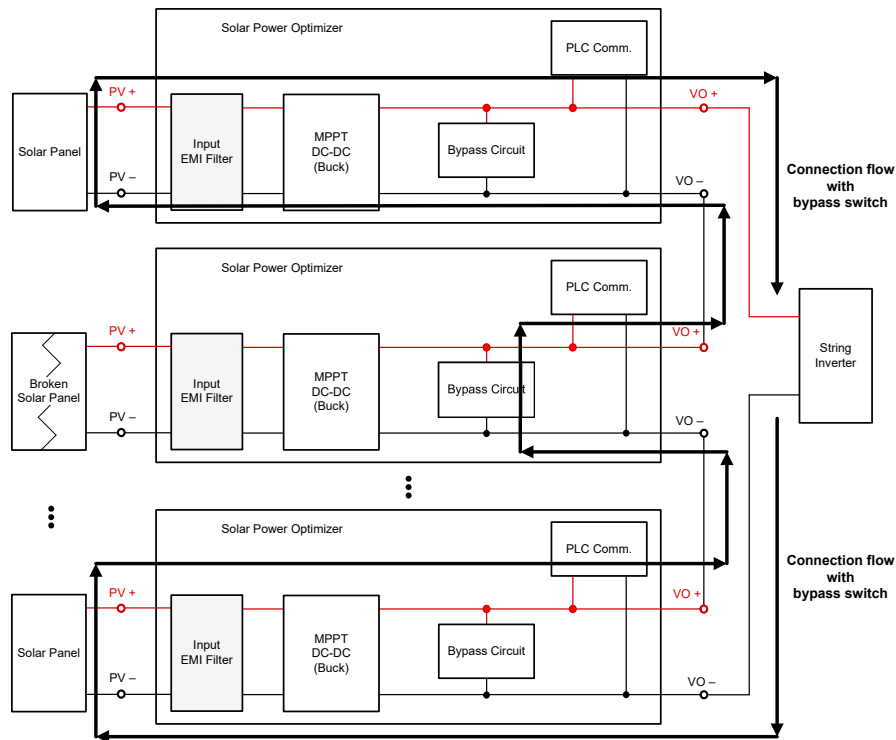 Solar Power Optimizer
PLC Comm.
PV +
VO +
Solar Panel
Input
EMI Filter
MPPT
DC-DC
(Buck)
Bypass Circuit
PV –
VO –
Connection flow
with
bypass switch
Solar Power Optimizer
PLC Comm.
PV +
VO +
Broken
Solar Panel
Input
EMI Filter
MPPT
DC-DC
(Buck)
Bypass Circuit
String
Inverter
PV –
VO –
Solar Power Optimizer
PLC Comm.
Connection flow
with
bypass switch
PV +
VO +
Solar Panel
Input
EMI Filter
MPPT
DC-DC
(Buck)
Bypass Circuit
PV –
VO –